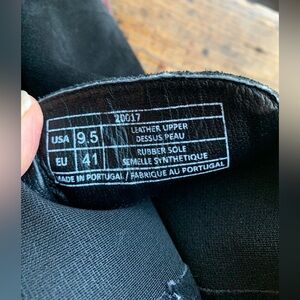 20017
USA 9.5 LEATHER UPPER
DESSUS PEAU
EU 41 RUBBER SOLE
SEMELLE SYNTHETIQUE
MADE IN PORTUGAL / FABRIQUE AU PORTUGAL